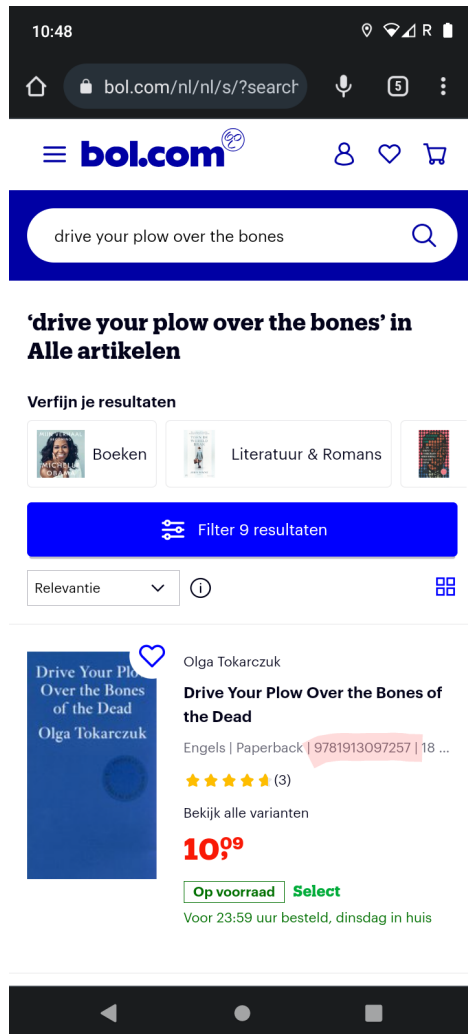 10:48
R
bol.com/nl/nl/s/?search
5
bol.com
drive your plow over the bones
‘drive your plow over the bones’ in
Alle artikelen
Verfijn je resultaten
MICHELLE
OBAMA
Boeken
Literatuur & Romans
Filter 9 resultaten
Relevantie
Drive Your Plo
Over the Bones
of the Dead
Olga Tokarczuk
Olga Tokarczuk
Drive Your Plow Over the Bones of
the Dead
Engels | Paperback | 9781913097257 | 18 ...
(3)
Bekijk alle varianten
10,09
Op voorraad Select
Voor 23:59 uur besteld, dinsdag in huis